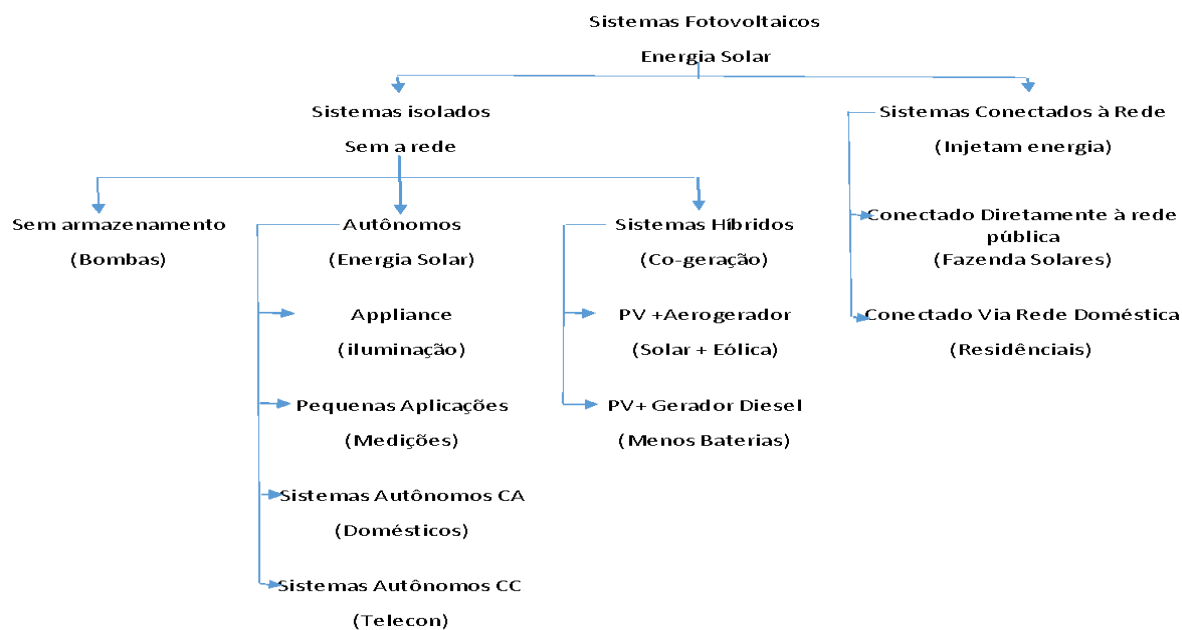 Sistemas Fotovoltaicos
Energia Solar
Sistemas isolados
Sem a rede
Sistemas Conectados à Rede
(Injetam energia)
Sem armazenamento
(Bombas)
Autônomos
(Energia Solar)
Appliance
(iluminação)
Pequenas Aplicações
(Medições)
Sistemas Autônomos CA
(Domésticos)
Sistemas Autônomos CC
(Telecon)
Sistemas Híbridos
(Co-geração)
PV +Aerogerador
(Solar + Eólica)
PV+ Gerador Diesel
(Menos Baterias)
Conectado Diretamente à rede
pública
(Fazenda Solares)
Conectado Via Rede Doméstica
(Residênciais)